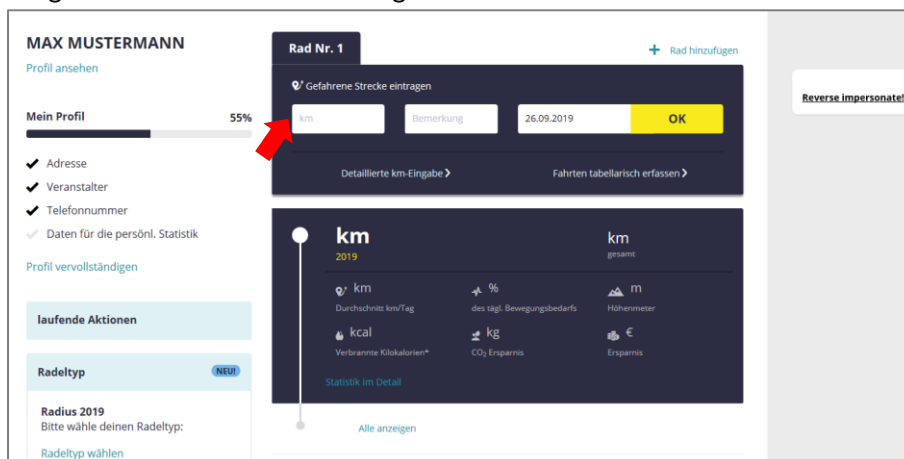 MAX MUSTERMANN
Profil ansehen
Mein Profil 55%
Adresse
Veranstalter
Telefonnummer
Daten für die persönl. Statistik
Profil vervollständigen
laufende Aktionen
Radeltyp NEU!
Radius 2019
Bitte wähle deinen Radeltyp:
Radeltyp wählen
Rad Nr. 1
+ Rad hinzufügen
Gefahrene Strecke eintragen
km Bemerkung 26.09.2019 OK
Detaillierte km-Eingabe Fahrten tabellarisch erfassen
km km
2019 gesamt
km % m
Durchschnitt km/Tag des tägl. Bewegungsbedarfs Höhenmeter
kcal kg €
Verbrannte Kilokalorien* CO₂ Ersparnis Ersparnis
Statistik im Detail
Alle anzeigen
Reverse impersonate!